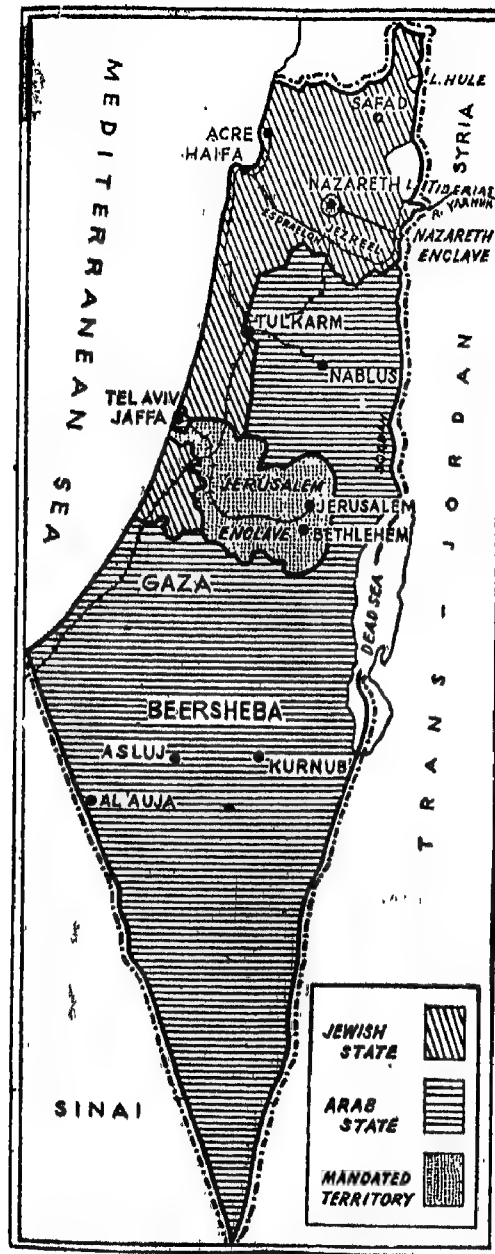 MEDITERRANEAN SEA
L. HULE
SAFAD
SYRIA
ACRE
HAIFA
NAZARETH
L. TIBERIAS
R. YARMUK
ESDRAELON
JEZREEL
NAZARETH
ENCLAVE
TULKARM
NABLUS
TEL AVIV
JAFFA
JORDAN
TRANS - JORDAN
JERUSALEM
ENCLAVE
JERUSALEM
BETHLEHEM
DEAD SEA
GAZA
BEERSHEBA
ASLUJ
KURNUB
AL 'AUJA
SINAI
JEWISH
STATE
ARAB
STATE
MANDATED
TERRITORY